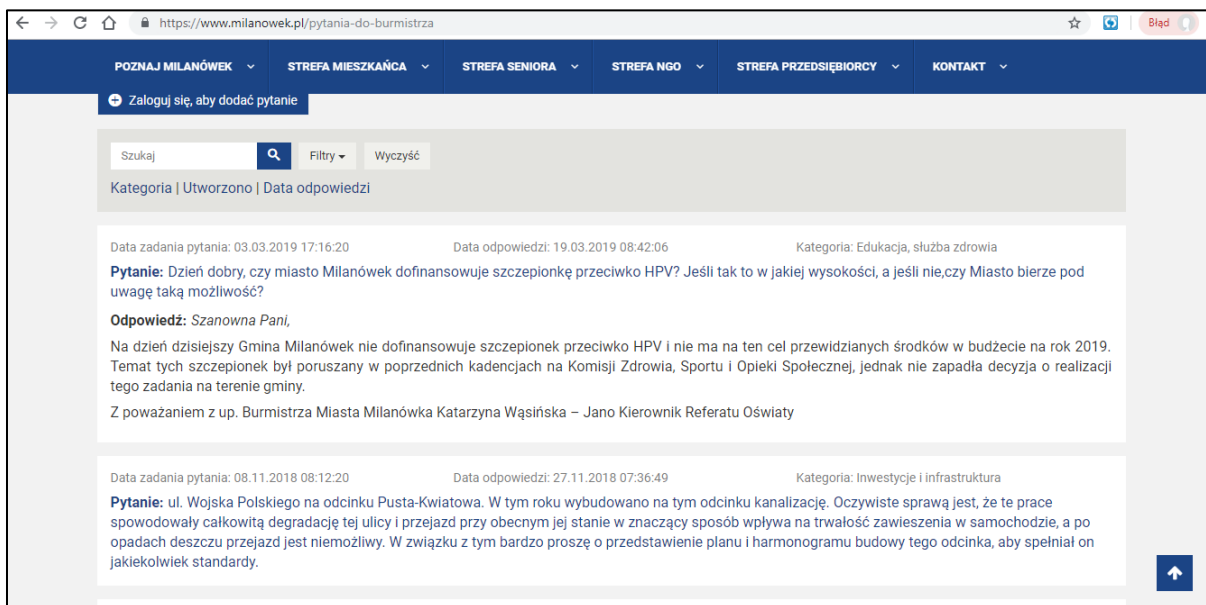 https://www.milanowek.pl/pytania-do-burmistrza
Błąd
POZNAJ MILANÓWEK STREFA MIESZKAŃCA STREFA SENIORA STREFA NGO STREFA PRZEDSIĘBIORCY KONTAKT
Zaloguj się, aby dodać pytanie
Szukaj Filtry Wyczyść
Kategoria | Utworzono | Data odpowiedzi
Data zadania pytania: 03.03.2019 17:16:20 Data odpowiedzi: 19.03.2019 08:42:06 Kategoria: Edukacja, służba zdrowia
Pytanie: Dzień dobry, czy miasto Milanówek dofinansowuje szczepionkę przeciwko HPV? Jeśli tak to w jakiej wysokości, a jeśli nie,czy Miasto bierze pod
uwagę taką możliwość?
Odpowiedź: Szanowna Pani,
Na dzień dzisiejszy Gmina Milanówek nie dofinansowuje szczepionek przeciwko HPV i nie ma na ten cel przewidzianych środków w budżecie na rok 2019.
Temat tych szczepionek był poruszany w poprzednich kadencjach na Komisji Zdrowia, Sportu i Opieki Społecznej, jednak nie zapadła decyzja o realizacji
tego zadania na terenie gminy.
Z poważaniem z up. Burmistrza Miasta Milanówka Katarzyna Wąsińska – Jano Kierownik Referatu Oświaty
Data zadania pytania: 08.11.2018 08:12:20 Data odpowiedzi: 27.11.2018 07:36:49 Kategoria: Inwestycje i infrastruktura
Pytanie: ul. Wojska Polskiego na odcinku Pusta-Kwiatowa. W tym roku wybudowano na tym odcinku kanalizację. Oczywiste sprawą jest, że te prace
spowodowały całkowitą degradację tej ulicy i przejazd przy obecnym jej stanie w znaczący sposób wpływa na trwałość zawieszenia w samochodzie, a po
opadach deszczu przejazd jest niemożliwy. W związku z tym bardzo proszę o przedstawienie planu i harmonogramu budowy tego odcinka, aby spełniał on
jakiekolwiek standardy.